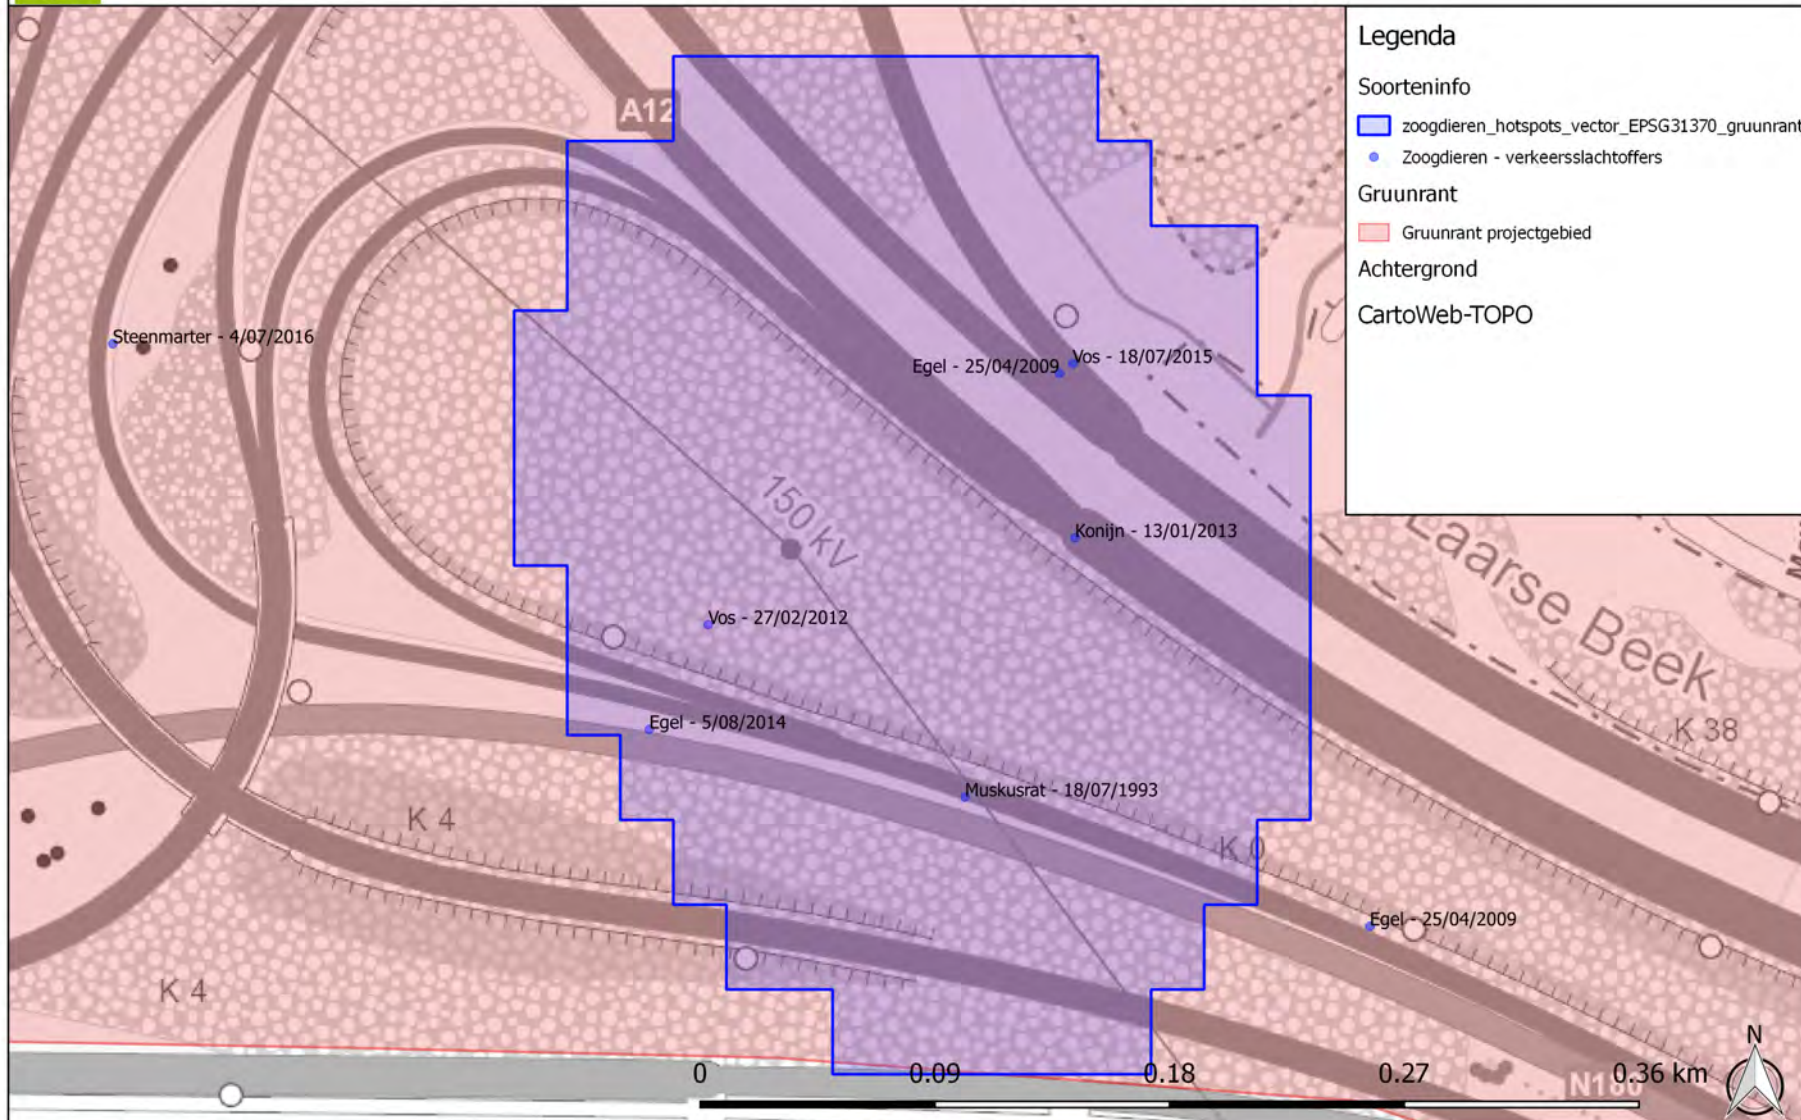 Legenda
Soorteninfo
zoogdieren_hotspots_vector_EPSG31370_gruunrant
Zoogdieren - verkeersslachtoffers
Gruunrant
Gruunrant projectgebied
Achtergrond
CartoWeb-TOPO
A12
Steenmarter - 4/07/2016
Vos - 18/07/2015
Egel - 25/04/2009
150 kV
Konijn - 13/01/2013
Laarse Beek
Vos - 27/02/2012
Egel - 5/08/2014
K 38
Muskusrat - 18/07/1993
K 4
K 0
Egel - 25/04/2009
K 4
N
0 0.09 0.18 0.27 0.36 km